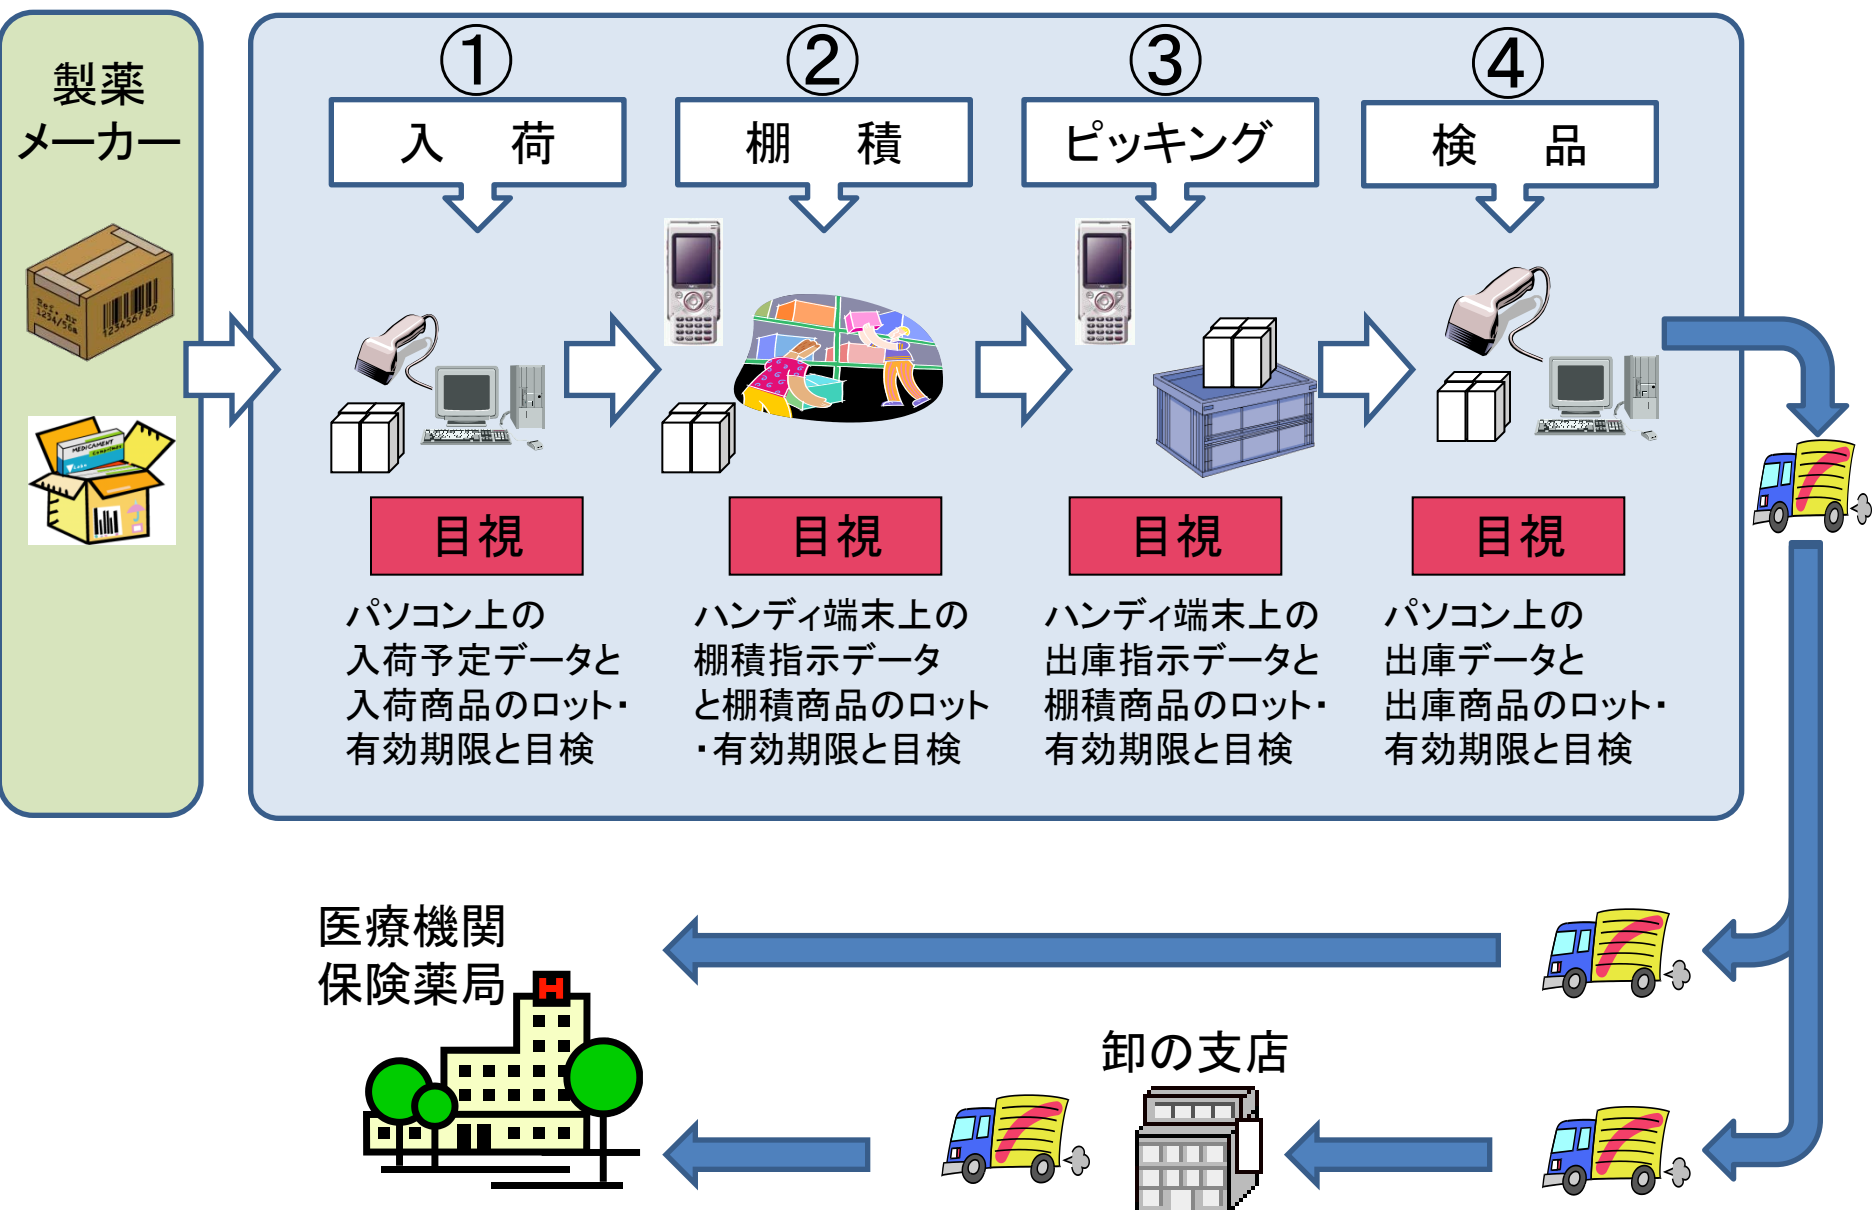 製薬
メーカー
Res. nr
1234/56a
123456789
MEDICAMENT
①
入　荷
目視
パソコン上の
入荷予定データと
入荷商品のロット・
有効期限と目検
②
棚　積
目視
ハンディ端末上の
棚積指示データ
と棚積商品のロット
・有効期限と目検
③
ピッキング
目視
ハンディ端末上の
出庫指示データと
棚積商品のロット・
有効期限と目検
④
検　品
目視
パソコン上の
出庫データと
出庫商品のロット・
有効期限と目検
医療機関
保険薬局
H
卸の支店